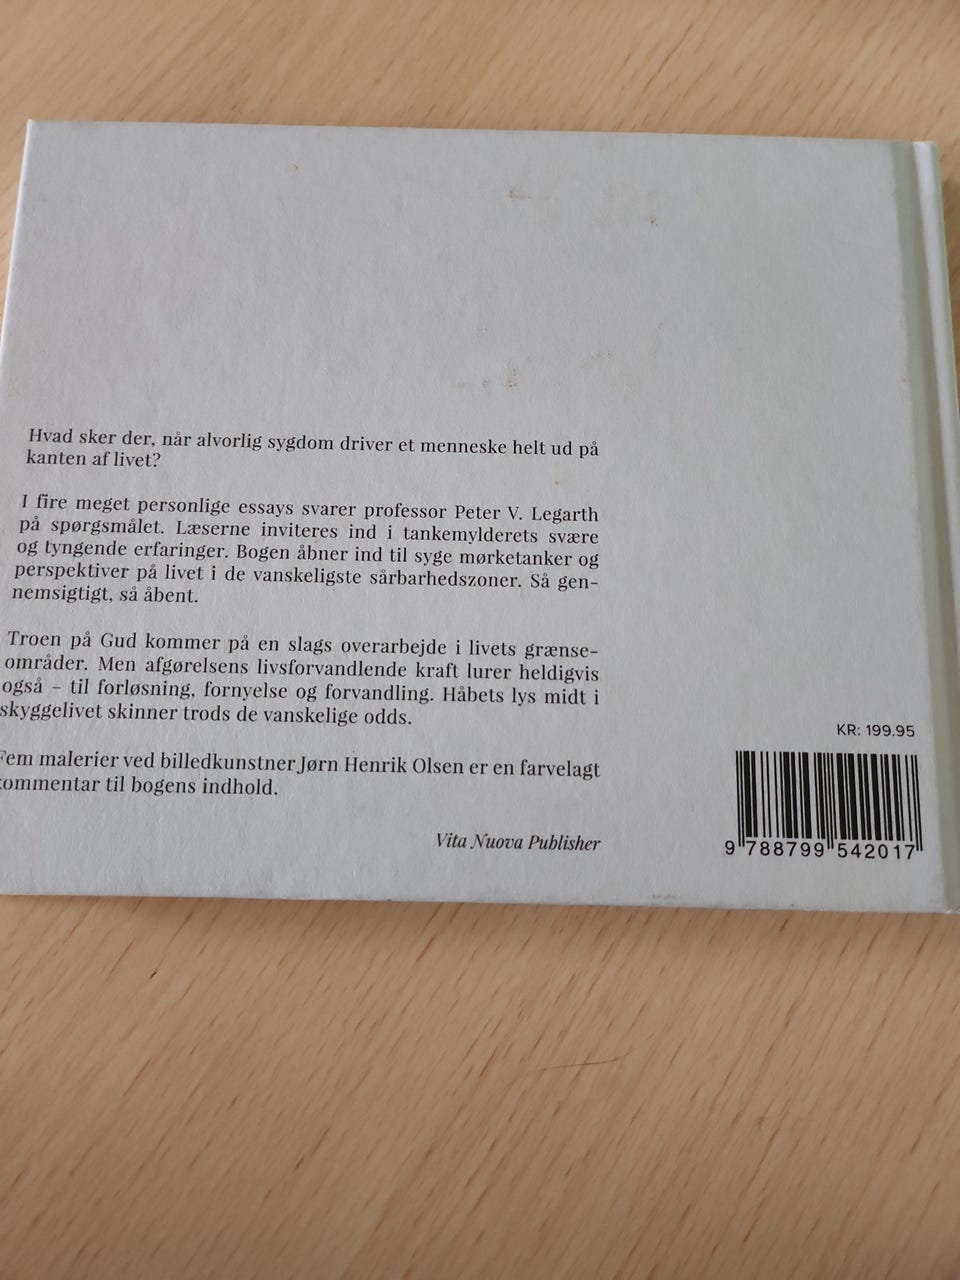 Hvad sker der, når alvorlig sygdom driver et menneske helt ud på
kanten af livet?
I fire meget personlige essays svarer professor Peter V. Legarth
på spørgsmålet. Læserne inviteres ind i tankemylderets svære
og tyngende erfaringer. Bogen åbner ind til syge mørketanker og
perspektiver på livet i de vanskeligste sårbarhedszoner. Så gen-
nemsigtigt, så åbent.
Troen på Gud kommer på en slags overarbejde i livets grænse-
områder. Men afgørelsens livsforvandlende kraft lurer heldigvis
også – til forløsning, fornyelse og forvandling. Håbets lys midt i
skyggelivet skinner trods de vanskelige odds.
Fem malerier ved billedkunstner Jørn Henrik Olsen er en farvelagt
kommentar til bogens indhold.
Vita Nuova Publisher
KR: 199.95
9 788799 542017